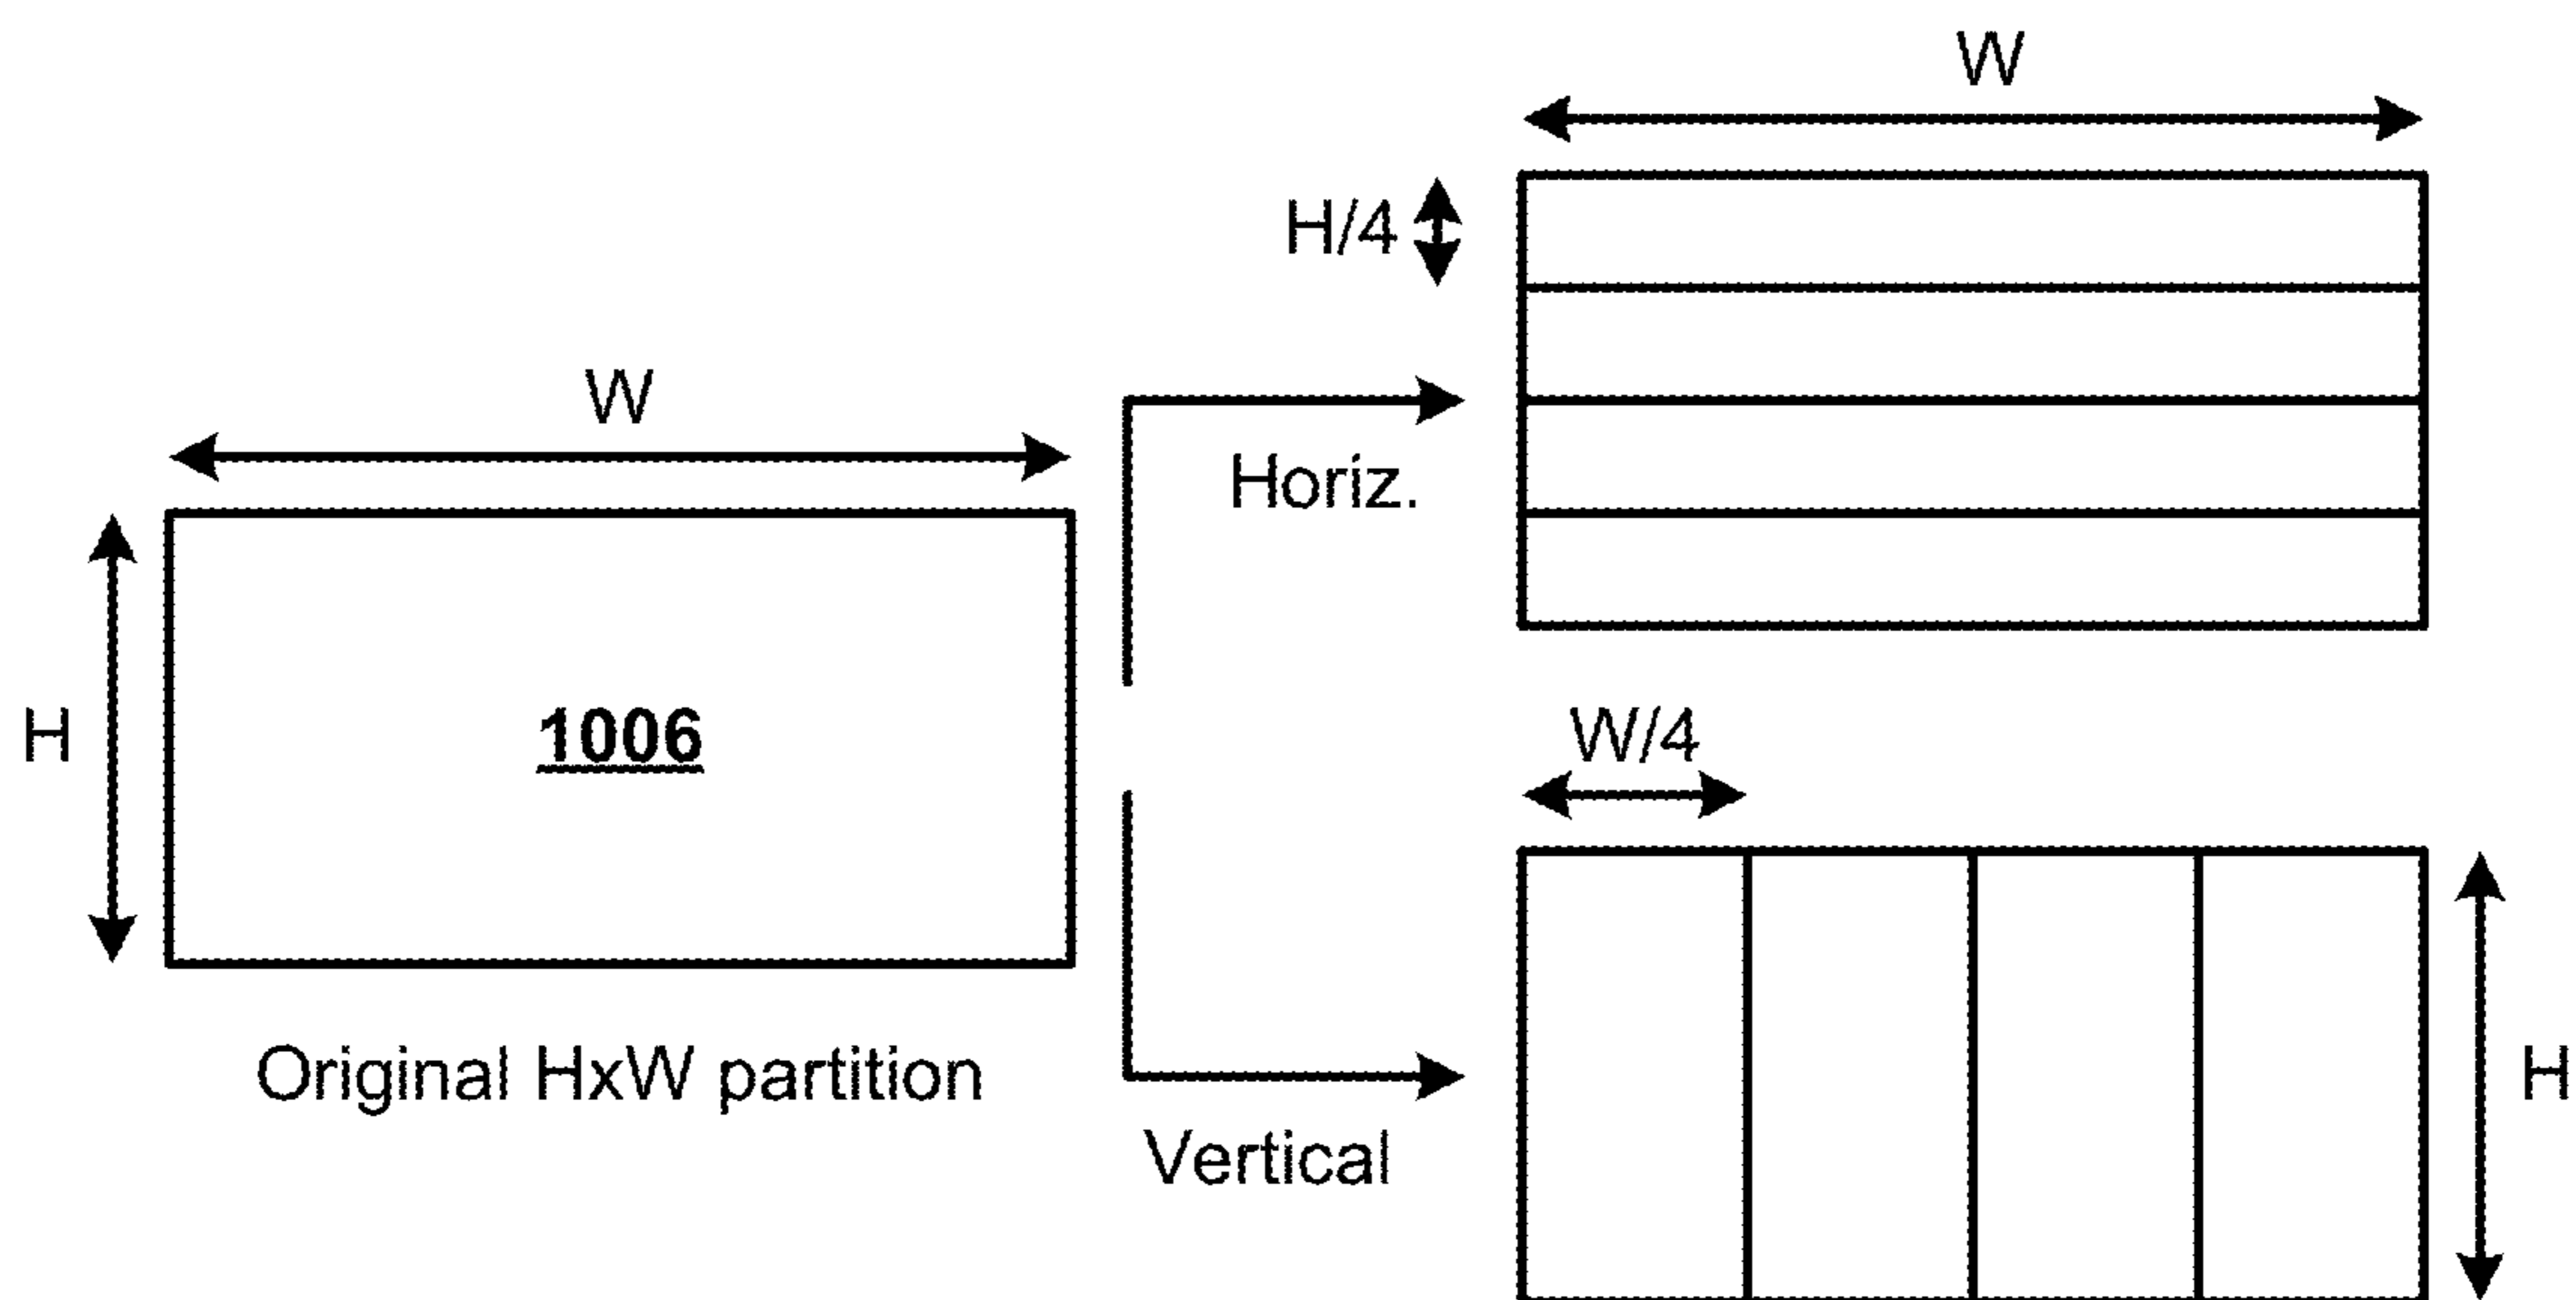 W
H/4
W
Horiz.
H
1006
W/4
Original HxW partition
H
Vertical